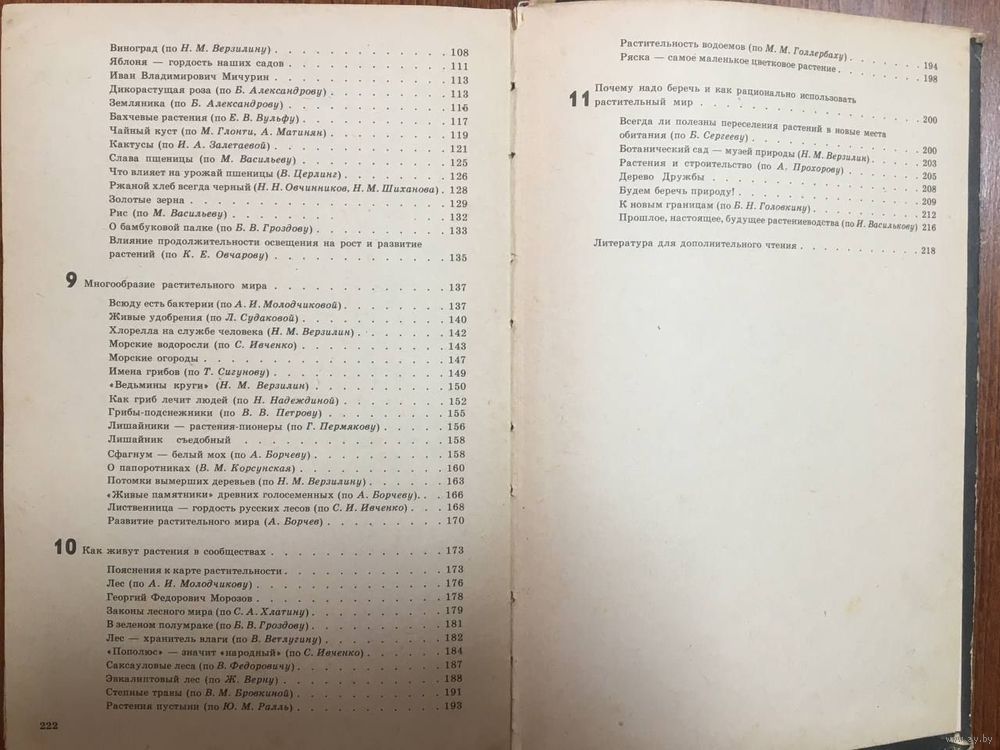 Виноград (по Н. М. Верзилину) . . . . . . . . . . . . 108
Яблоня — гордость наших садов . . . . . . . . . . . 111
Иван Владимирович Мичурин . . . . . . . . . . . . 113
Дикорастущая роза (по Б. Александрову) . . . . . . . . 113
Земляника (по Б. Александрову) . . . . . . . . . . . 116
Бахчевые растения (по Е. В. Вульфу) . . . . . . . . . 117
Чайный куст (по М. Глонти, А. Матинян) . . . . . . . . 119
Кактусы (по И. А. Залетаевой) . . . . . . . . . . . . 121
Слава пшеницы (по М. Васильеву) . . . . . . . . . . 125
Что влияет на урожай пшеницы (В. Церлинг) . . . . . . . 126
Ржаной хлеб всегда черный (Н. Н. Овчинников, Н. М. Шиханова) . 128
Золотые зерна . . . . . . . . . . . . . . . . . 129
Рис (по М. Васильеву) . . . . . . . . . . . . . . 132
О бамбуковой палке (по Б. В. Гроздову) . . . . . . . . 133
Влияние продолжительности освещения на рост и развитие
растений (по К. Е. Овчарову) . . . . . . . . . . . . 135
9 Многообразие растительного мира . . . . . . . . . . . 137
Всюду есть бактерии (по А. И. Молодчиковой) . . . . . . . 137
Живые удобрения (по Л. Судаковой) . . . . . . . . . . 140
Хлорелла на службе человека (Н. М. Верзилин) . . . . . . 142
Морские водоросли (по С. Ивченко) . . . . . . . . . . 143
Морские огороды . . . . . . . . . . . . . . . . 147
Имена грибов (по Т. Сигунову) . . . . . . . . . . . . 149
«Ведьмины круги» (Н. М. Верзилин) . . . . . . . . . . 150
Как гриб лечит людей (по Н. Надеждиной) . . . . . . . . 152
Грибы-подснежники (по В. В. Петрову) . . . . . . . . . 155
Лишайники — растения-пионеры (по Г. Пермякову) . . . . . 156
Лишайник съедобный . . . . . . . . . . . . . . 158
Сфагнум — белый мох (по А. Борчеву) . . . . . . . . . 158
О папоротниках (В. М. Корсунская) . . . . . . . . . . 160
Потомки вымерших деревьев (по Н. М. Верзилину) . . . . . 163
«Живые памятники» древних голосеменных (по А. Борчеву) . . . 166
Лиственница — гордость русских лесов (по С. И. Ивченко) . . . 168
Развитие растительного мира (А. Борчев) . . . . . . . . 170
10 Как живут растения в сообществах . . . . . . . . . . . 173
Пояснения к карте растительности . . . . . . . . . . . 173
Лес (по А. И. Молодчикову) . . . . . . . . . . . . . 176
Георгий Федорович Морозов . . . . . . . . . . . . . 178
Законы лесного мира (по С. А. Хлатину) . . . . . . . . . 179
В зеленом полумраке (по Б. В. Гроздову) . . . . . . . . 181
Лес — хранитель влаги (по В. Ветлугину) . . . . . . . . 182
«Пополюс» — значит «народный» (по С. Ивченко) . . . . . 184
Саксауловые леса (по В. Федоровичу) . . . . . . . . . . 187
Эвкалиптовый лес (по Ж. Верну) . . . . . . . . . . . 188
Степные травы (по В. М. Бровкиной) . . . . . . . . . . 191
Растения пустыни (по Ю. М. Ралль) . . . . . . . . . . 193
222
Растительность водоемов (по М. М. Голлербаху) . . . . . . 194
Ряска — самое маленькое цветковое растение . . . . . . . 198
11 Почему надо беречь и как рационально использовать
растительный мир . . . . . . . . . . . . . . . 200
Всегда ли полезны переселения растений в новые места
обитания (по Б. Сергееву) . . . . . . . . . . . . . 200
Ботанический сад — музей природы (Н. М. Верзилин) . . . . 203
Растения и строительство (по А. Прохорову) . . . . . . . 205
Дерево Дружбы . . . . . . . . . . . . . . . . 208
Будем беречь природу! . . . . . . . . . . . . . . 209
К новым границам (по Б. Н. Головкину) . . . . . . . . . 212
Прошлое, настоящее, будущее растениеводства (по И. Василькову) 216
Литература для дополнительного чтения . . . . . . . . . . 218
www.ay.by